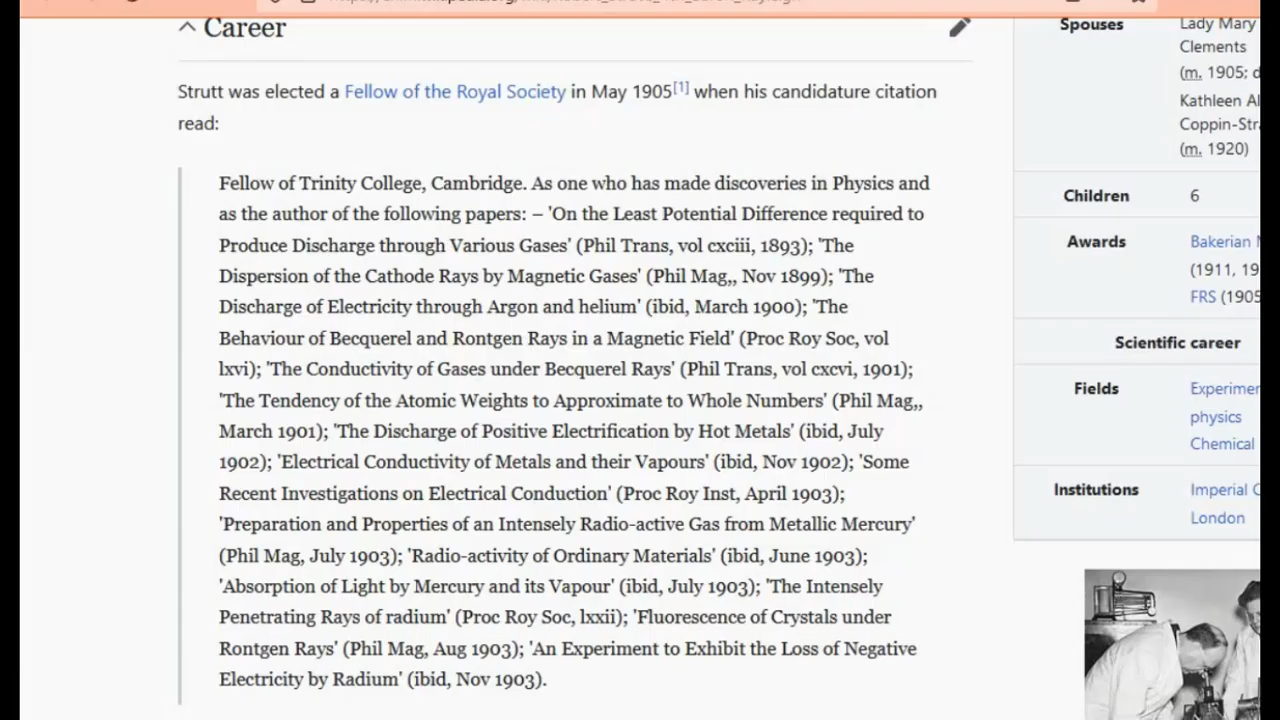 Career
Strutt was elected a Fellow of the Royal Society in May 1905[1] when his candidature citation
read:
Fellow of Trinity College, Cambridge. As one who has made discoveries in Physics and
as the author of the following papers: – 'On the Least Potential Difference required to
Produce Discharge through Various Gases' (Phil Trans, vol cxciii, 1893); 'The
Dispersion of the Cathode Rays by Magnetic Gases' (Phil Mag,, Nov 1899); 'The
Discharge of Electricity through Argon and helium' (ibid, March 1900); 'The
Behaviour of Becquerel and Rontgen Rays in a Magnetic Field' (Proc Roy Soc, vol
lxvi); 'The Conductivity of Gases under Becquerel Rays' (Phil Trans, vol cxcvi, 1901);
'The Tendency of the Atomic Weights to Approximate to Whole Numbers' (Phil Mag,,
March 1901); 'The Discharge of Positive Electrification by Hot Metals' (ibid, July
1902); 'Electrical Conductivity of Metals and their Vapours' (ibid, Nov 1902); 'Some
Recent Investigations on Electrical Conduction' (Proc Roy Inst, April 1903);
'Preparation and Properties of an Intensely Radio-active Gas from Metallic Mercury'
(Phil Mag, July 1903); 'Radio-activity of Ordinary Materials' (ibid, June 1903);
'Absorption of Light by Mercury and its Vapour' (ibid, July 1903); 'The Intensely
Penetrating Rays of radium' (Proc Roy Soc, lxxii); 'Fluorescence of Crystals under
Rontgen Rays' (Phil Mag, Aug 1903); 'An Experiment to Exhibit the Loss of Negative
Electricity by Radium' (ibid, Nov 1903).
Spouses
Lady Mary
Clements
(m. 1905; d
Kathleen Al
Coppin-Str
(m. 1920)
Children 6
Awards Bakerian
(1911, 19
FRS (1905
Scientific career
Fields Experimer
physics
Chemical
Institutions Imperial C
London